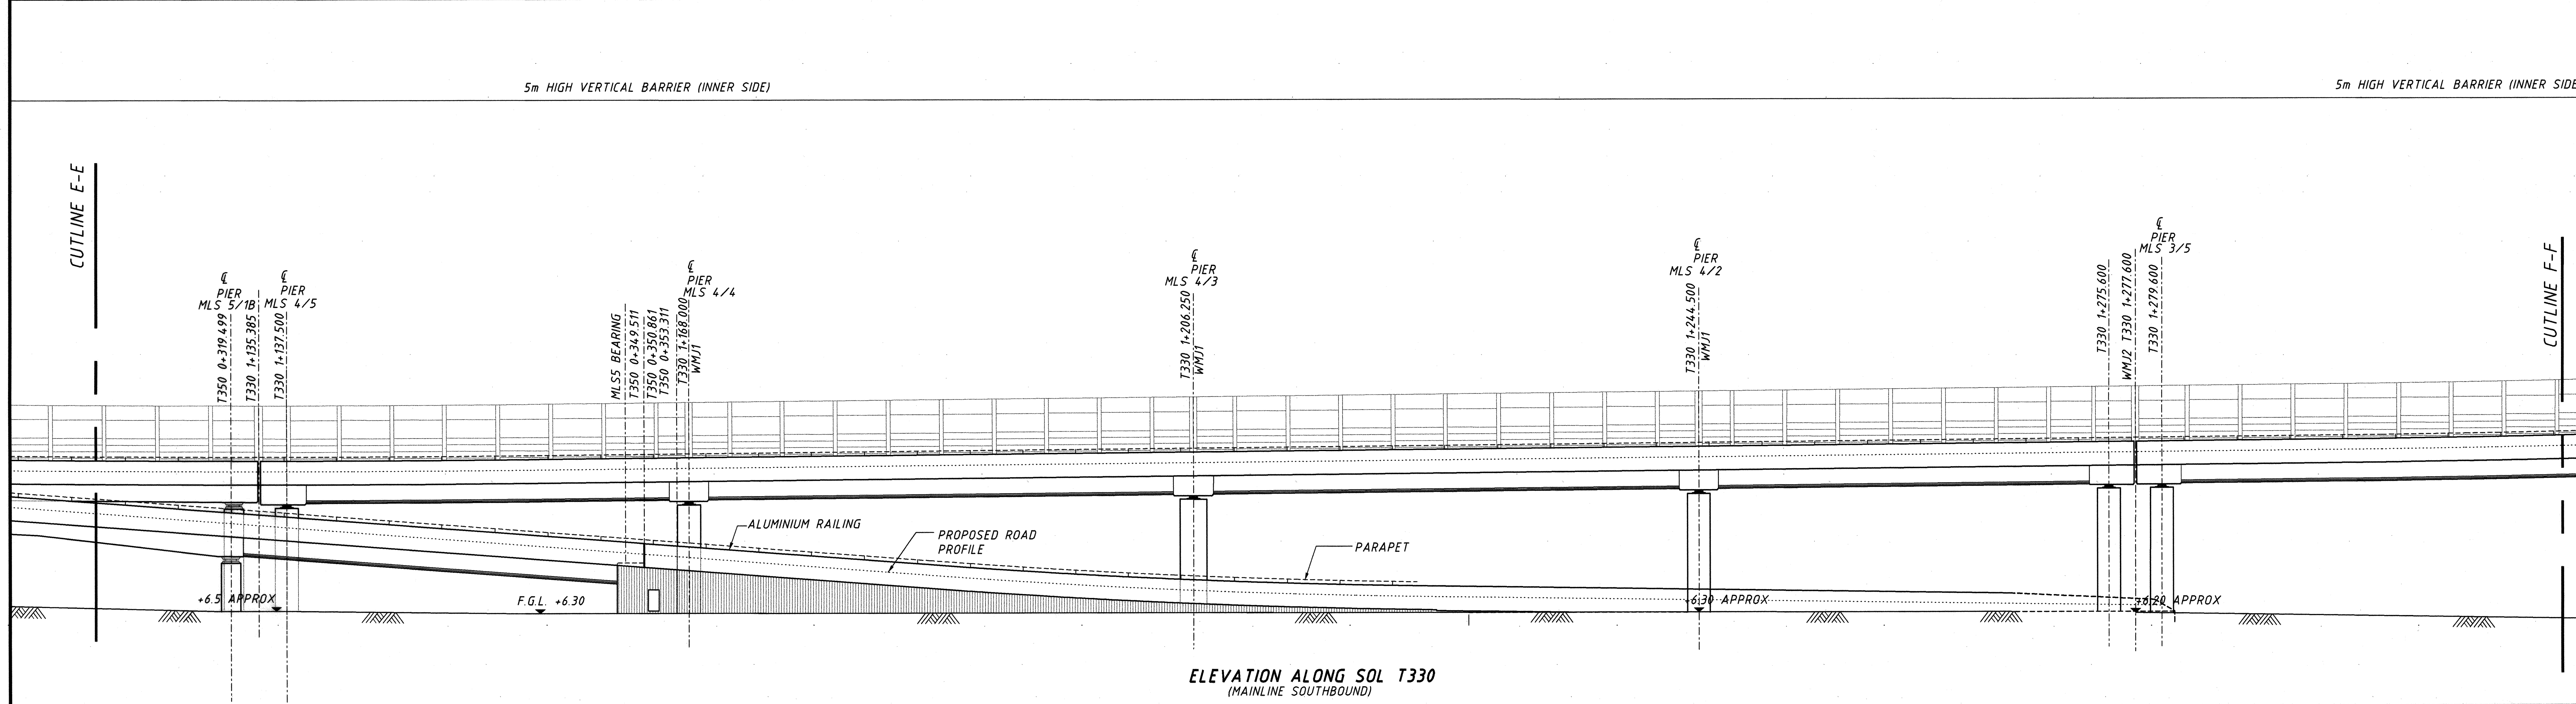 5m HIGH VERTICAL BARRIER (INNER SIDE)
5m HIGH VERTICAL BARRIER (INNER SIDE
CUTLINE E-E
℄
PIER
MLS 5/1B
T350 0+319.499
T330 1+135.385
℄
PIER
MLS 4/5
T330 1+137.500
MLS5 BEARING
T350 0+349.511
T350 0+350.861
T350 0+353.311
℄
PIER
MLS 4/4
T330 1+168.000
WMJ1
℄
PIER
MLS 4/3
T330 1+206.250
WMJ1
℄
PIER
MLS 4/2
T330 1+244.500
WMJ1
T330 1+275.600
WMJ2 T330 1+277.600
℄
PIER
MLS 3/5
T330 1+279.600
CUTLINE F-F
ALUMINIUM RAILING
PROPOSED ROAD
PROFILE
PARAPET
+6.5 APPROX
F.G.L. +6.30
+6.30 APPROX
+6.20 APPROX
ELEVATION ALONG SOL T330
(MAINLINE SOUTHBOUND)